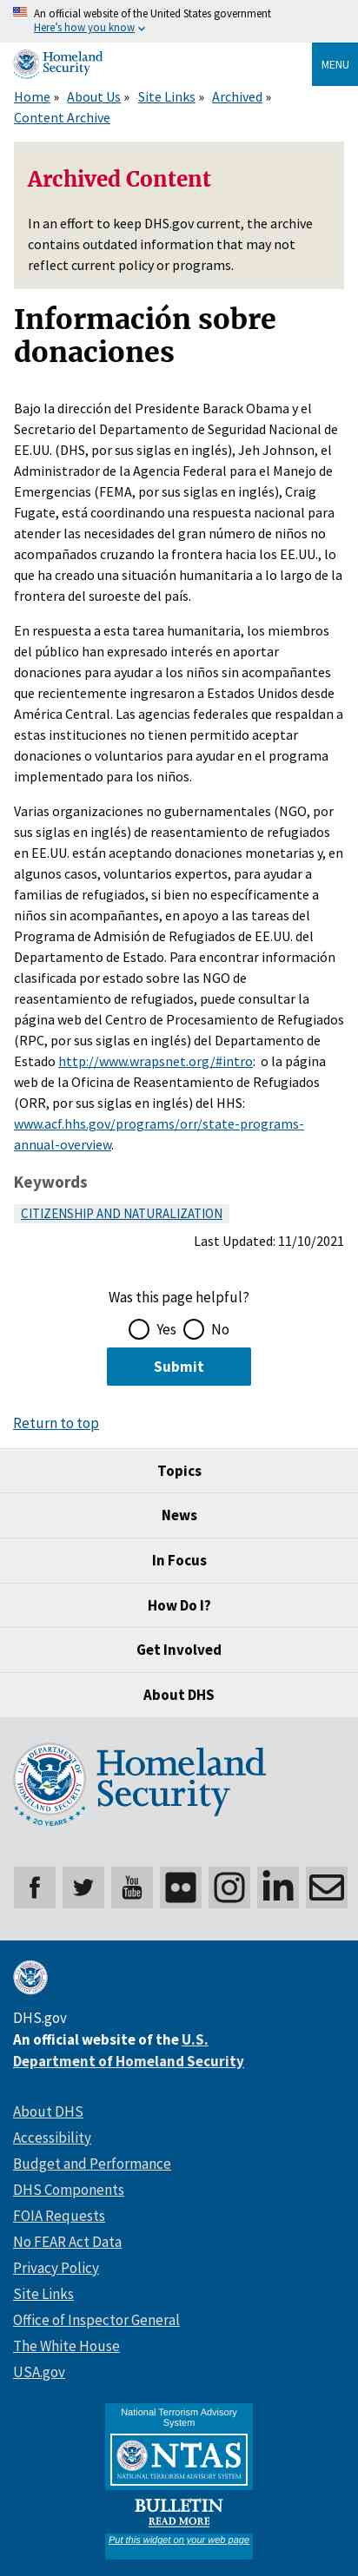 An official website of the United States government
Here's how you know
Homeland
Security
MENU
Home » About Us » Site Links » Archived »
Content Archive
Archived Content
In an effort to keep DHS.gov current, the archive
contains outdated information that may not
reflect current policy or programs.
Información sobre
donaciones
Bajo la dirección del Presidente Barack Obama y el
Secretario del Departamento de Seguridad Nacional de
EE.UU. (DHS, por sus siglas en inglés), Jeh Johnson, el
Administrador de la Agencia Federal para el Manejo de
Emergencias (FEMA, por sus siglas en inglés), Craig
Fugate, está coordinando una respuesta nacional para
atender las necesidades del gran número de niños no
acompañados cruzando la frontera hacia los EE.UU., lo
que ha creado una situación humanitaria a lo largo de la
frontera del suroeste del país.
En respuesta a esta tarea humanitaria, los miembros
del público han expresado interés en aportar
donaciones para ayudar a los niños sin acompañantes
que recientemente ingresaron a Estados Unidos desde
América Central. Las agencias federales que respaldan a
estas instituciones no tienen permitido aceptar
donaciones o voluntarios para ayudar en el programa
implementado para los niños.
Varias organizaciones no gubernamentales (NGO, por
sus siglas en inglés) de reasentamiento de refugiados
en EE.UU. están aceptando donaciones monetarias y, en
algunos casos, voluntarios expertos, para ayudar a
familias de refugiados, si bien no específicamente a
niños sin acompañantes, en apoyo a las tareas del
Programa de Admisión de Refugiados de EE.UU. del
Departamento de Estado. Para encontrar información
clasificada por estado sobre las NGO de
reasentamiento de refugiados, puede consultar la
página web del Centro de Procesamiento de Refugiados
(RPC, por sus siglas en inglés) del Departamento de
Estado http://www.wrapsnet.org/#intro: o la página
web de la Oficina de Reasentamiento de Refugiados
(ORR, por sus siglas en inglés) del HHS:
www.acf.hhs.gov/programs/orr/state-programs-
annual-overview.
Keywords
CITIZENSHIP AND NATURALIZATION
Last Updated: 11/10/2021
Was this page helpful?
Yes No
Submit
Return to top
Topics
News
In Focus
How Do I?
Get Involved
About DHS
U.S. DEPARTMENT OF
HOMELAND SECURITY
20 YEARS
Homeland
Security
You
Tube
DHS.gov
An official website of the U.S.
Department of Homeland Security
About DHS
Accessibility
Budget and Performance
DHS Components
FOIA Requests
No FEAR Act Data
Privacy Policy
Site Links
Office of Inspector General
The White House
USA.gov
National Terrorism Advisory
System
NTAS
NATIONAL TERRORISM ADVISORY SYSTEM
BULLETIN
READ MORE
Put this widget on your web page